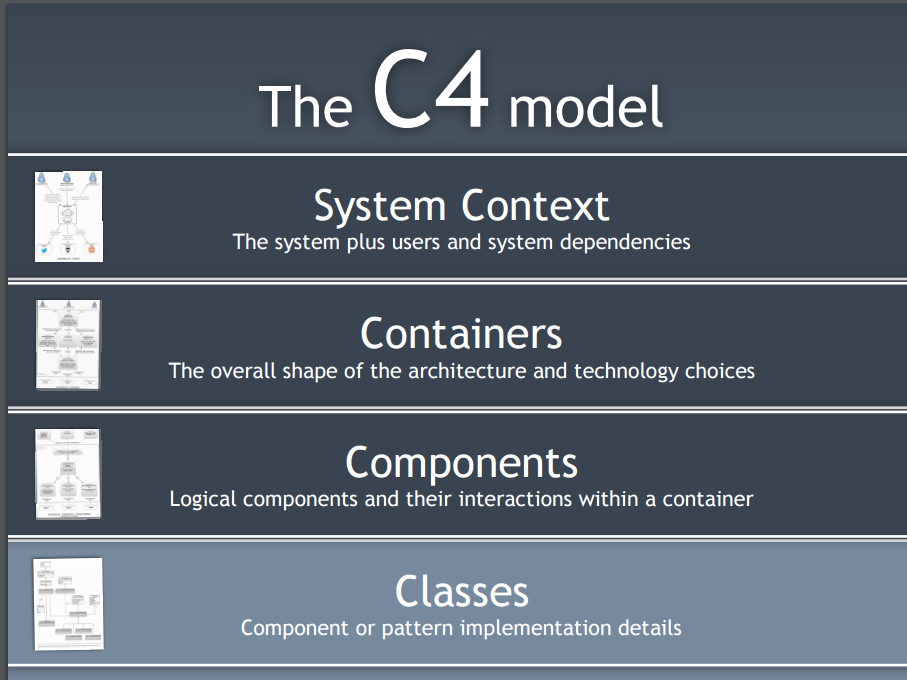 The C4 model
System Context
The system plus users and system dependencies
Containers
The overall shape of the architecture and technology choices
Components
Logical components and their interactions within a container
Classes
Component or pattern implementation details